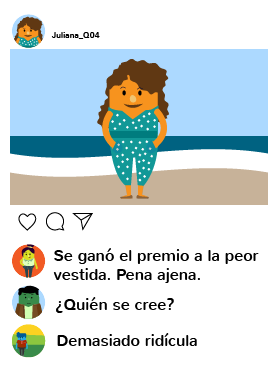 Juliana_Q04
Se ganó el premio a la peor
vestida. Pena ajena.
¿Quién se cree?
Demasiado ridícula